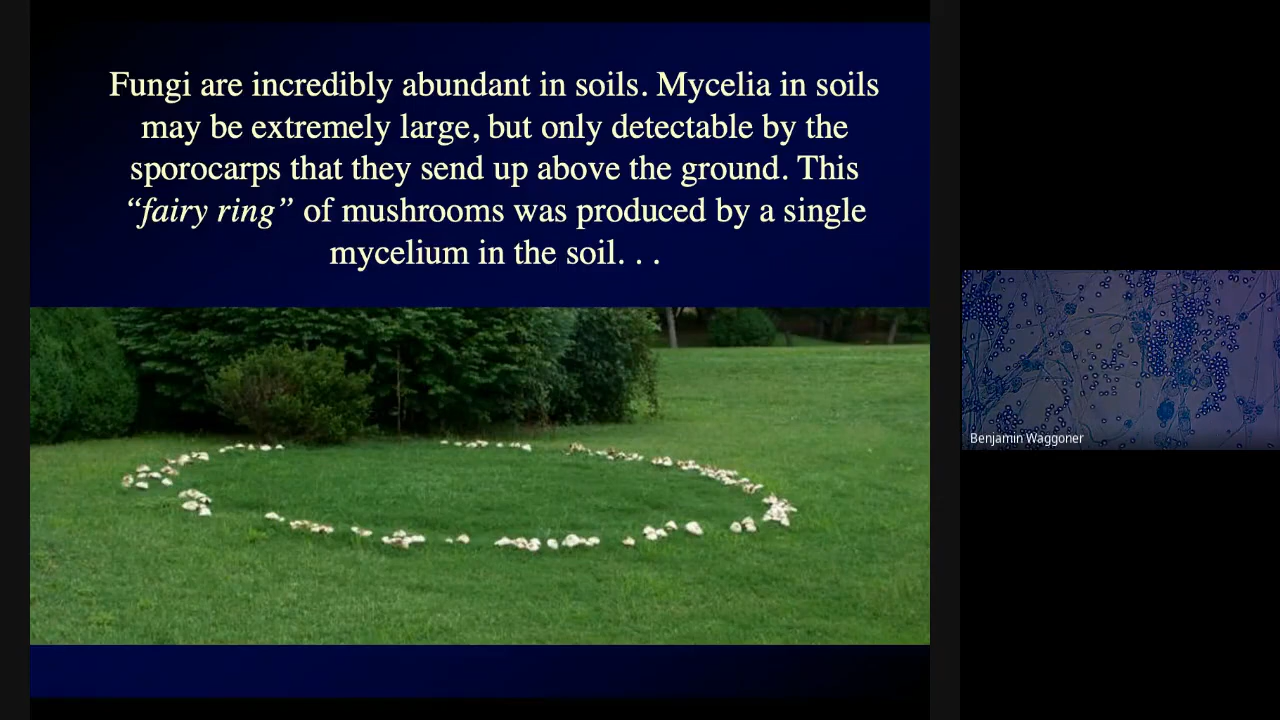 Fungi are incredibly abundant in soils. Mycelia in soils
may be extremely large, but only detectable by the
sporocarps that they send up above the ground. This
“fairy ring” of mushrooms was produced by a single
mycelium in the soil. . .
Benjamin Waggoner